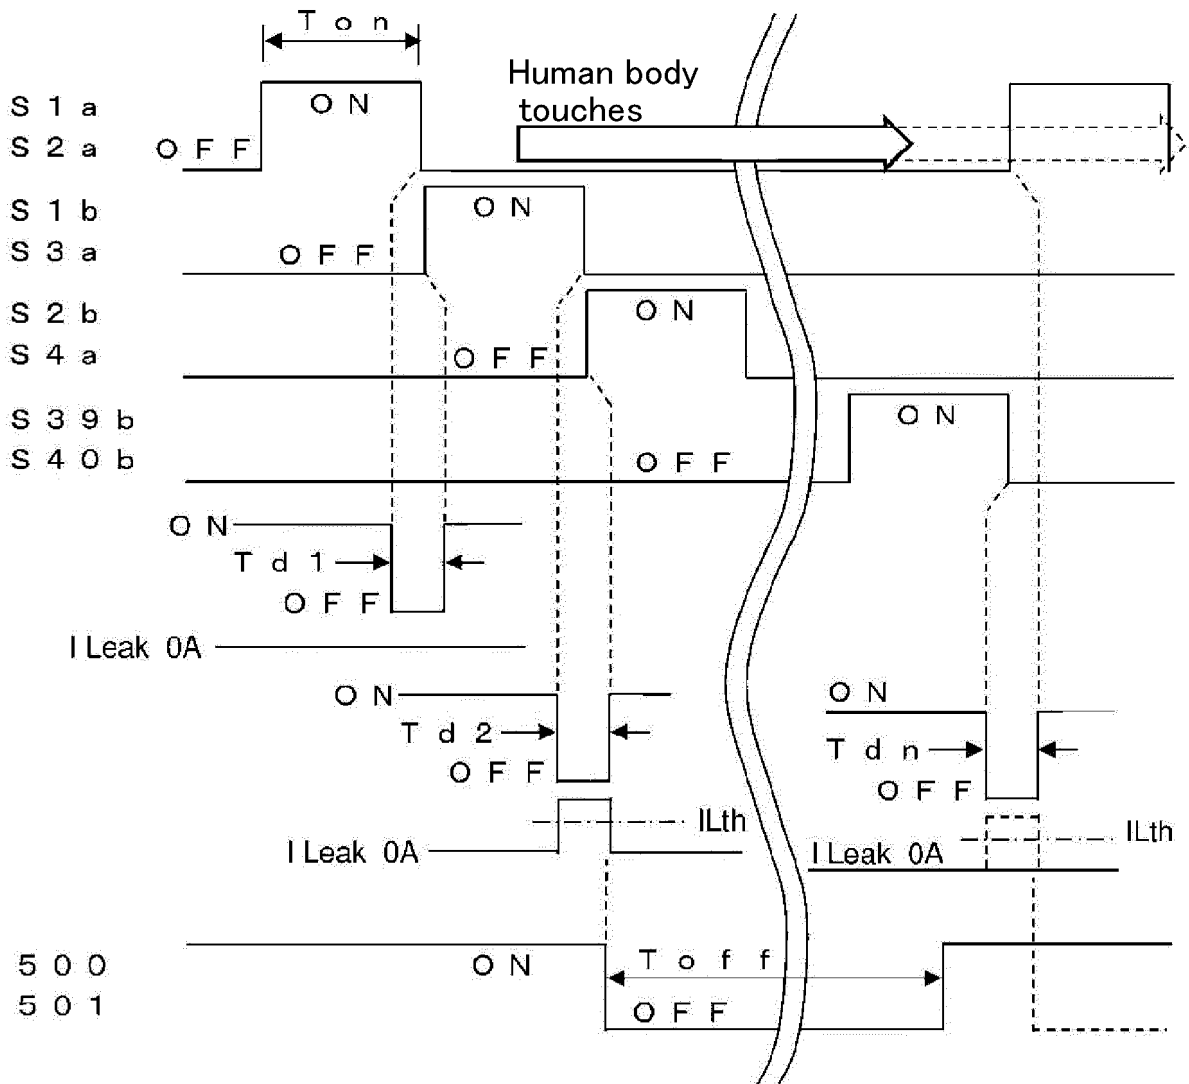 Ton
Human body
touches
S1a
ON
S2a
OFF
S1b
ON
S3a
OFF
S2b
ON
S4a
OFF
S39b
ON
S40b
OFF
ON
Td1
OFF
I Leak 0A
ON
ON
Td2
Tdn
OFF
OFF
ILth
ILth
I Leak 0A
I Leak 0A
500
ON
Toff
501
OFF